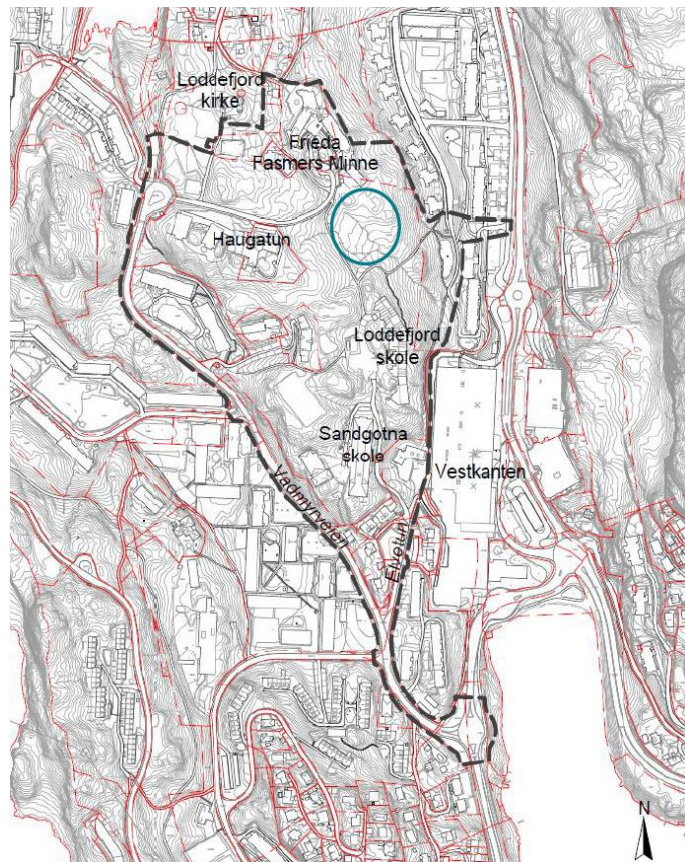 Loddefjord
kirke
Frieda
Fasmers Minne
Haugatun
Loddefjord
skole
Sandgotna
skole
Vestkanten
Vadmyrveien
Elvetun
N